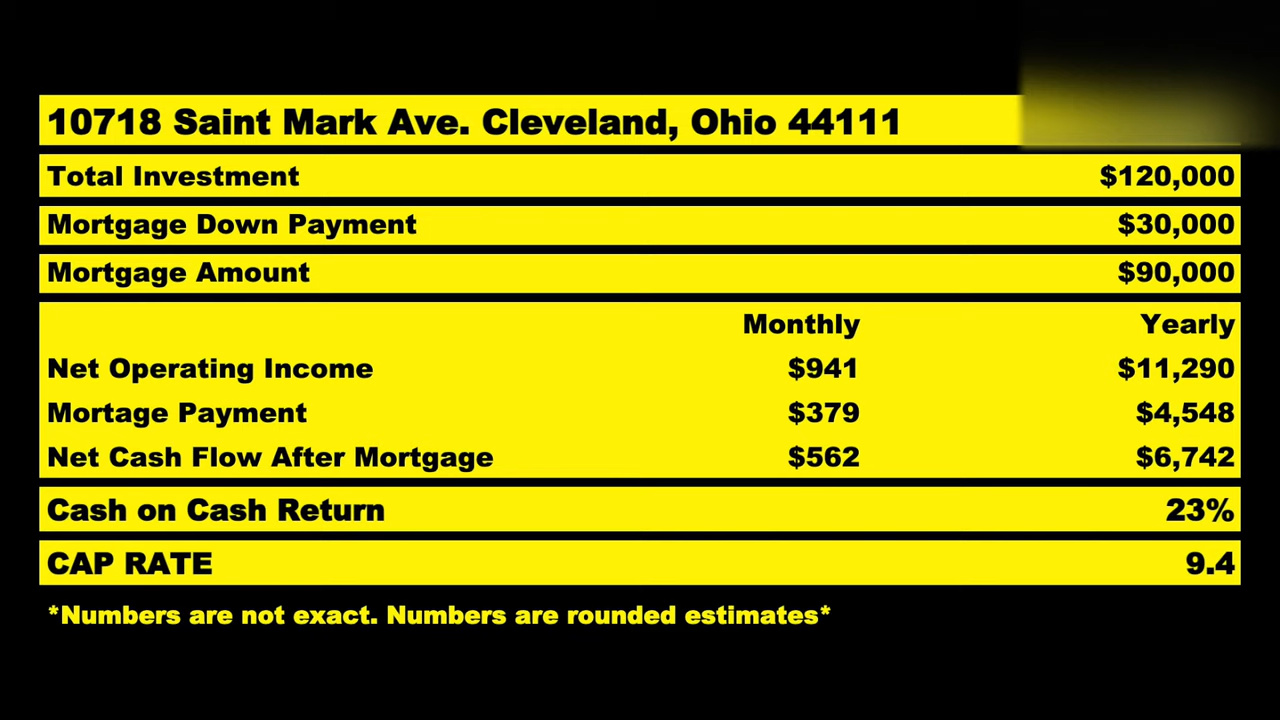 10718 Saint Mark Ave. Cleveland, Ohio 44111
Total Investment $120,000
Mortgage Down Payment $30,000
Mortgage Amount $90,000
Monthly Yearly
Net Operating Income $941 $11,290
Mortage Payment $379 $4,548
Net Cash Flow After Mortgage $562 $6,742
Cash on Cash Return 23%
CAP RATE 9.4
*Numbers are not exact. Numbers are rounded estimates*